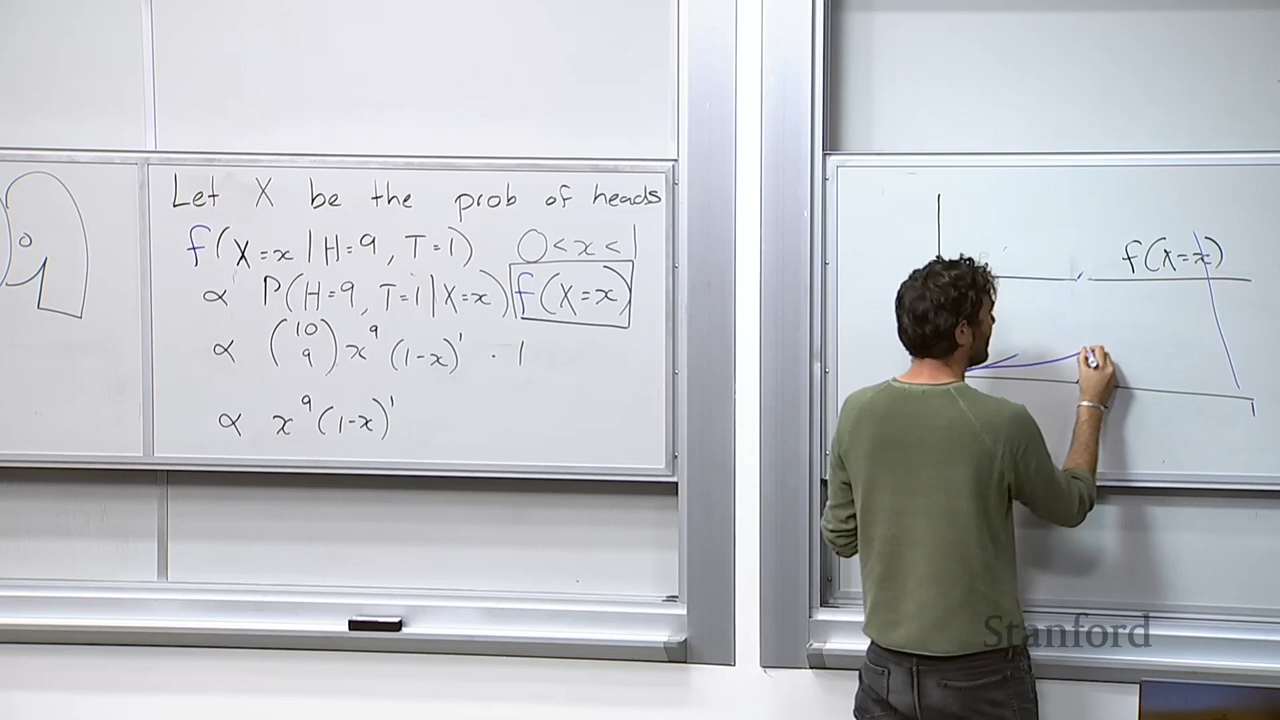 Let X be the prob of heads
f(X=x | H=9, T=1) 0<x<1
∝ P(H=9, T=1 | X=x) f(X=x)
∝ (10 9) x^9 (1-x)^1 · 1
∝ x^9 (1-x)^1
f(X=x)
1
Stanford